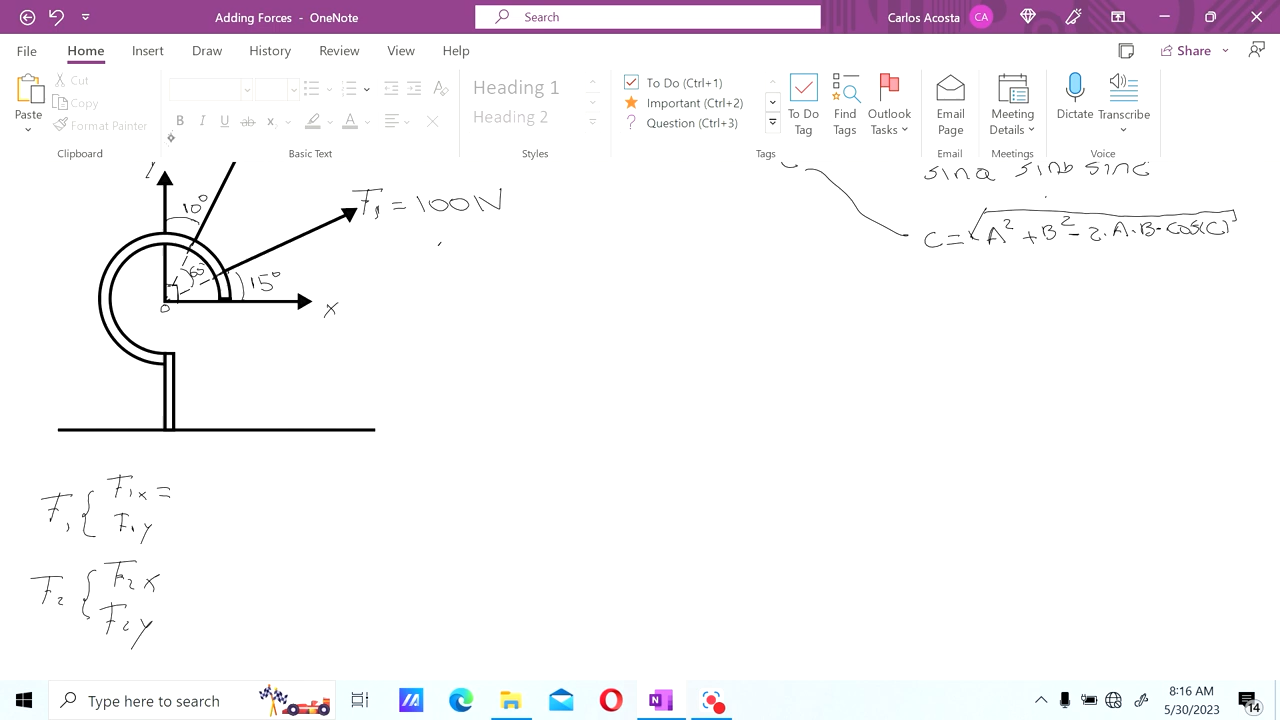 Adding Forces - OneNote
Search
Carlos Acosta CA
File Home Insert Draw History Review View Help Share
Paste Cut Copy Format Painter Clipboard
B I U ab x Basic Text
Heading 1
Heading 2
Styles
To Do (Ctrl+1)
Important (Ctrl+2)
Question (Ctrl+3)
To Do Tag
Find Tags
Outlook Tasks
Tags
Email Page
Email
Meeting Details
Meetings
Dictate
Transcribe
Voice
y
10°
F₁ = 100N
60°
15°
o
x
sin a sin b sin c
C = √A² + B² - 2·A·B·cos(C)
F₁ { F₁x =
F₁y
F₂ { F₂x
F₂y
Type here to search
8:16 AM
5/30/2023
14